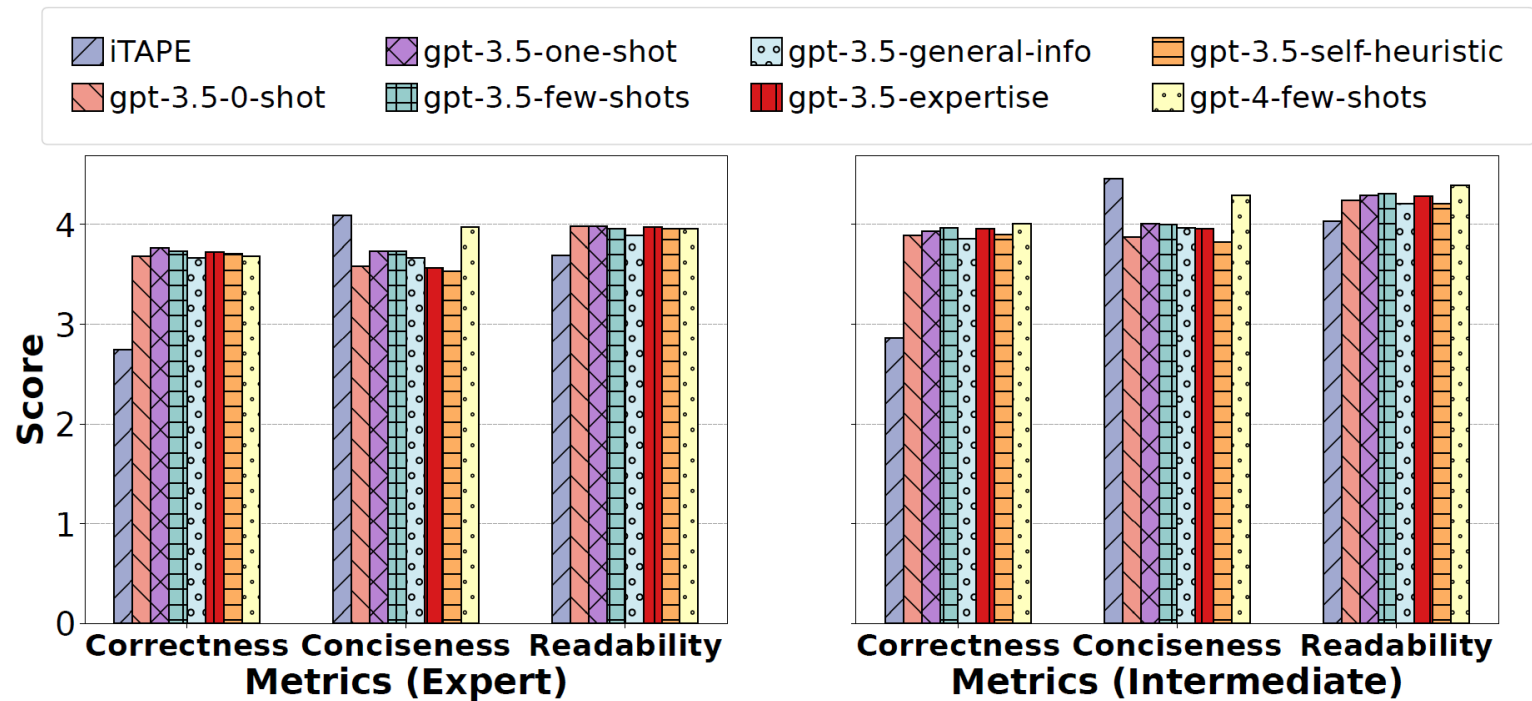 iTAPE gpt-3.5-one-shot gpt-3.5-general-info gpt-3.5-self-heuristic
gpt-3.5-0-shot gpt-3.5-few-shots gpt-3.5-expertise gpt-4-few-shots
Score
4
3
2
1
0
Correctness Conciseness Readability
Metrics (Expert)
Correctness Conciseness Readability
Metrics (Intermediate)